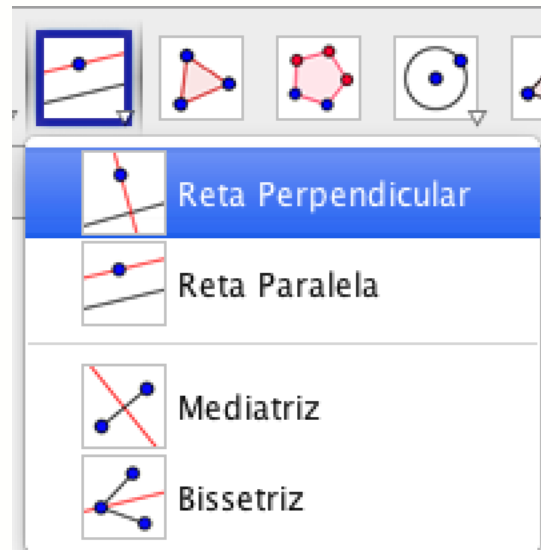 Reta Perpendicular
Reta Paralela
Mediatriz
Bissetriz